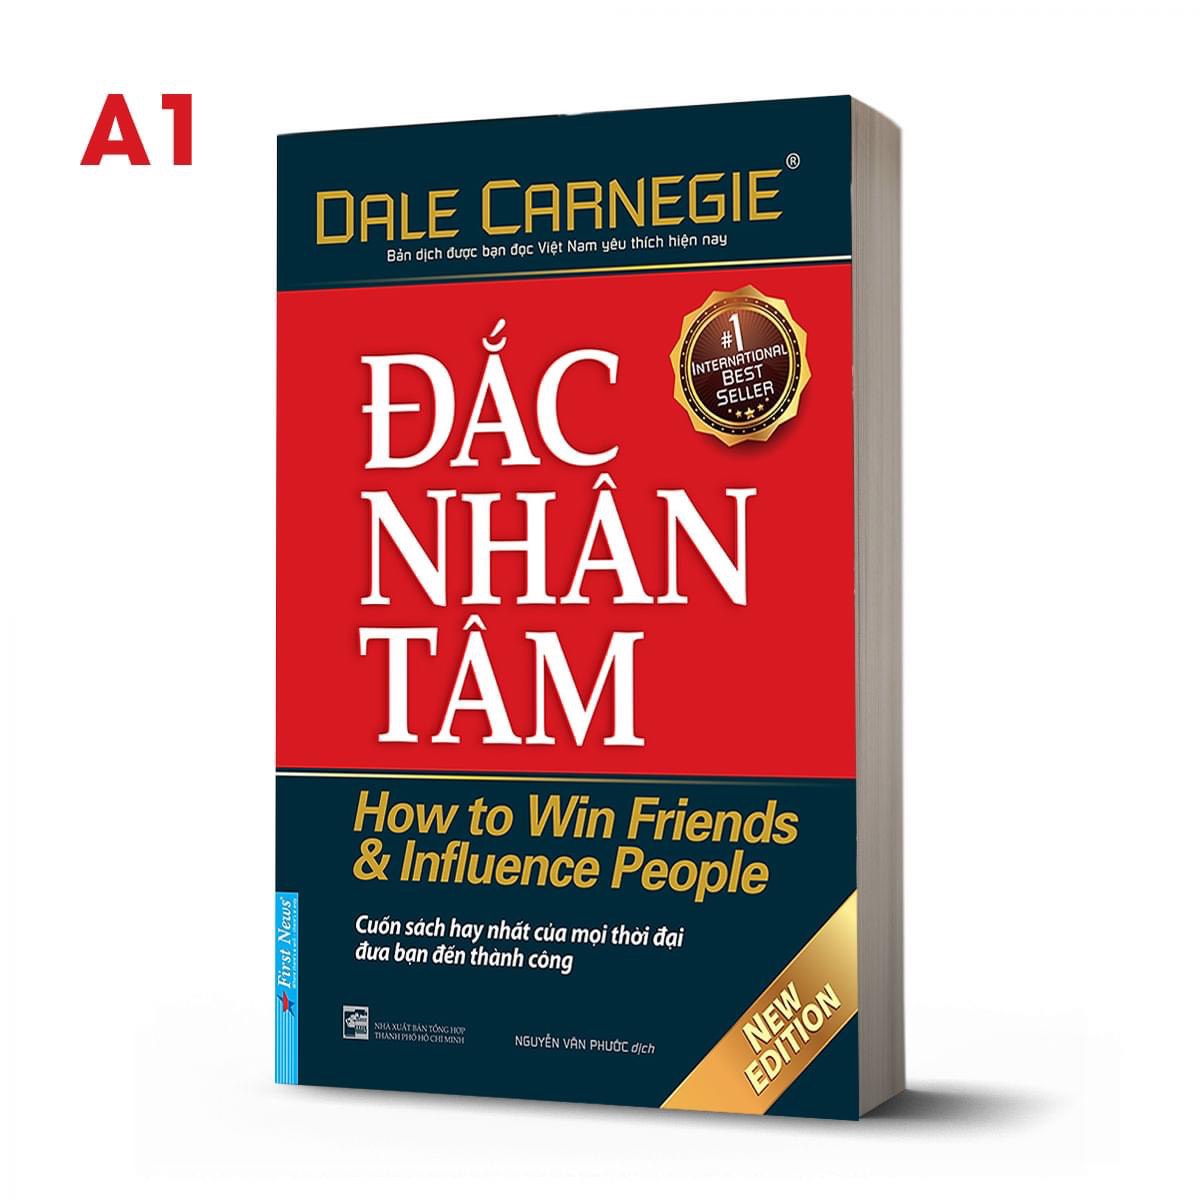 A1
DALE CARNEGIE®
Bản dịch được bạn đọc Việt Nam yêu thích hiện nay
#1
INTERNATIONAL
BEST
SELLER
ĐẮC
NHÂN
TÂM
How to Win Friends
& Influence People
Cuốn sách hay nhất của mọi thời đại
đưa bạn đến thành công
First News
NHÀ XUẤT BẢN TỔNG HỢP
THÀNH PHỐ HỒ CHÍ MINH
NGUYỄN VĂN PHƯỚC dịch
NEW
EDITION